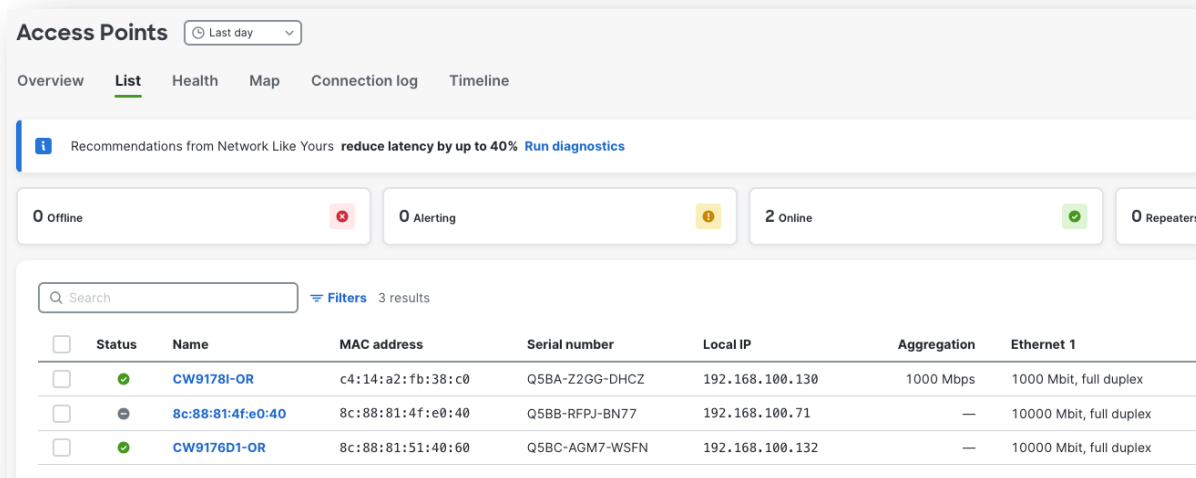 Access Points Last day
Overview List Health Map Connection log Timeline
Recommendations from Network Like Yours reduce latency by up to 40% Run diagnostics
0 Offline 0 Alerting 2 Online 0 Repeaters
Search Filters 3 results
Status Name MAC address Serial number Local IP Aggregation Ethernet 1
CW9178I-OR c4:14:a2:fb:38:c0 Q5BA-Z2GG-DHCZ 192.168.100.130 1000 Mbps 1000 Mbit, full duplex
8c:88:81:4f:e0:40 8c:88:81:4f:e0:40 Q5BB-RFPJ-BN77 192.168.100.71 — 10000 Mbit, full duplex
CW9176D1-OR 8c:88:81:51:40:60 Q5BC-AGM7-WSFN 192.168.100.132 — 10000 Mbit, full duplex